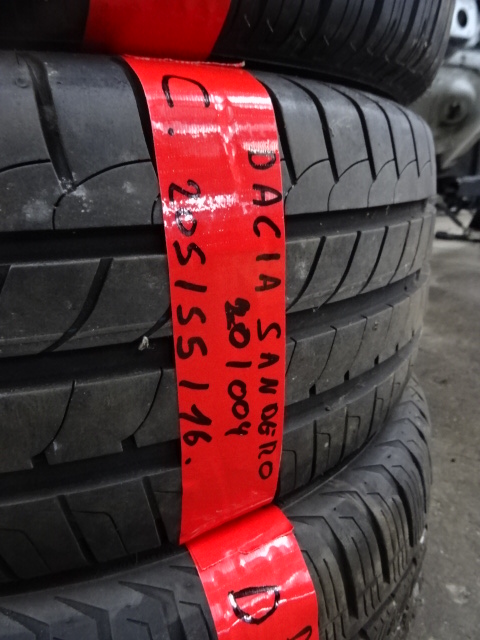 DACIA SANDERO
201004
C. 205/55/16.
D